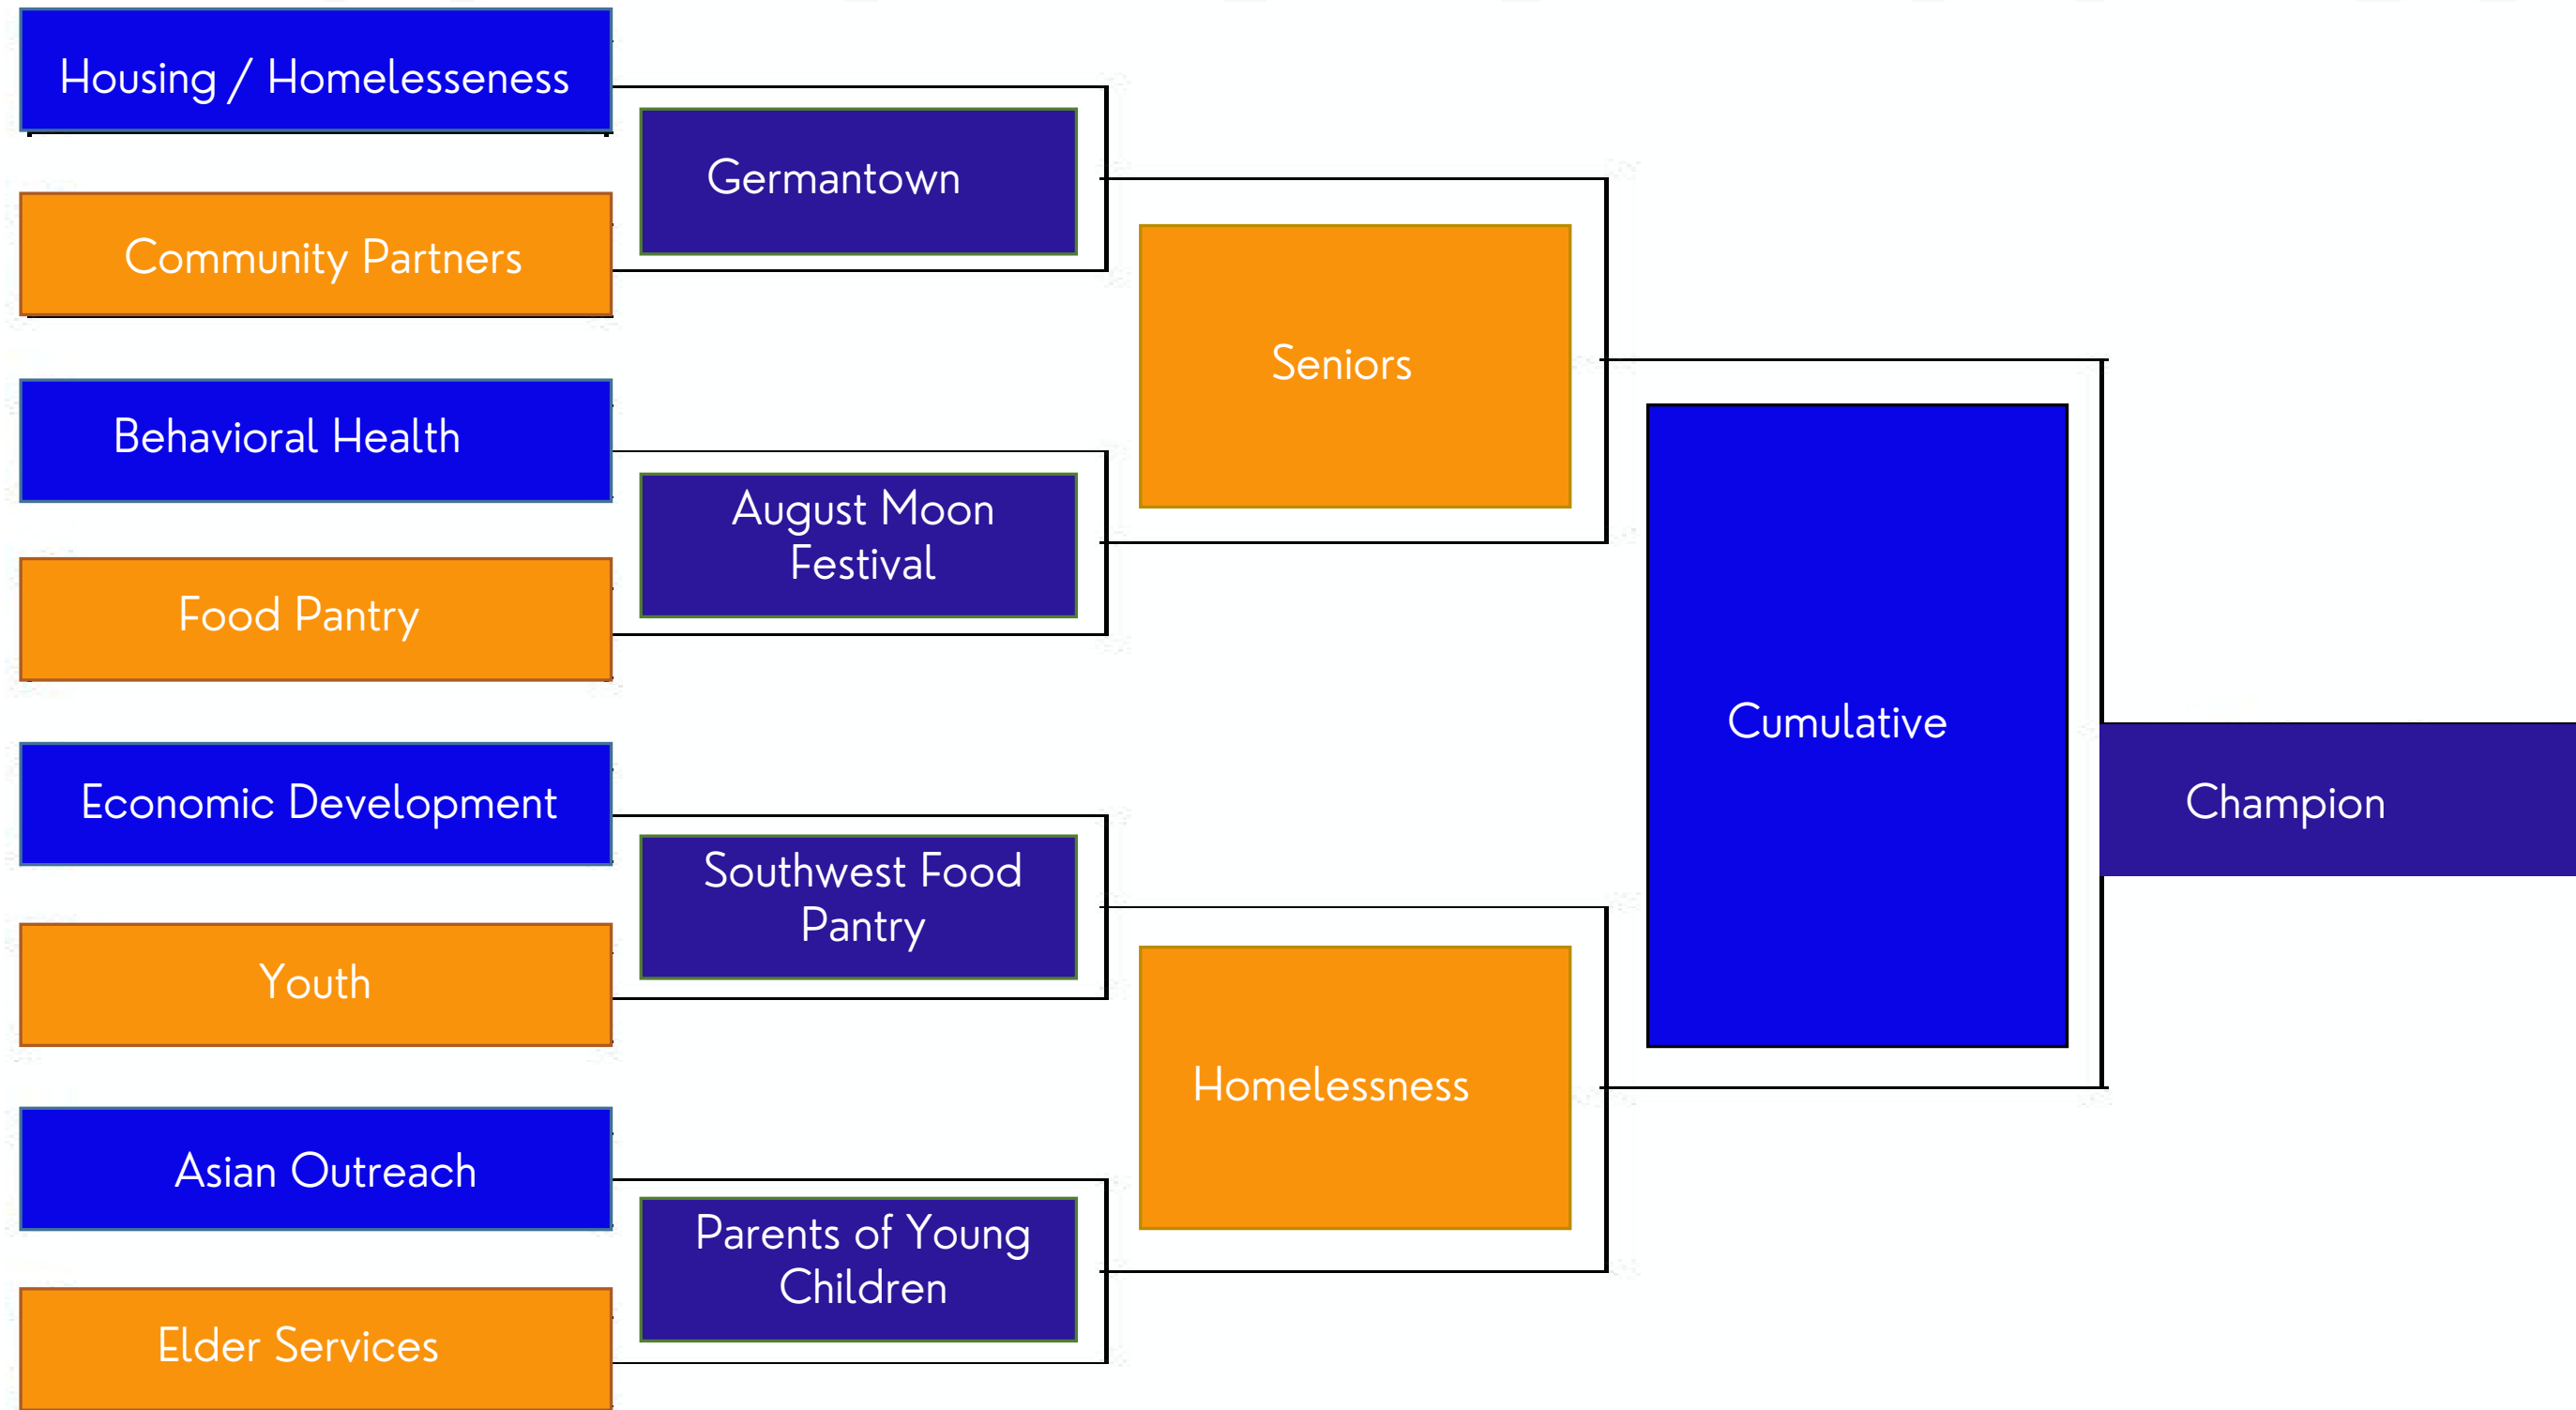 Housing / Homelesseness
Community Partners
Behavioral Health
Food Pantry
Economic Development
Youth
Asian Outreach
Elder Services
Germantown
August Moon
Festival
Southwest Food
Pantry
Parents of Young
Children
Seniors
Homelessness
Cumulative
Champion